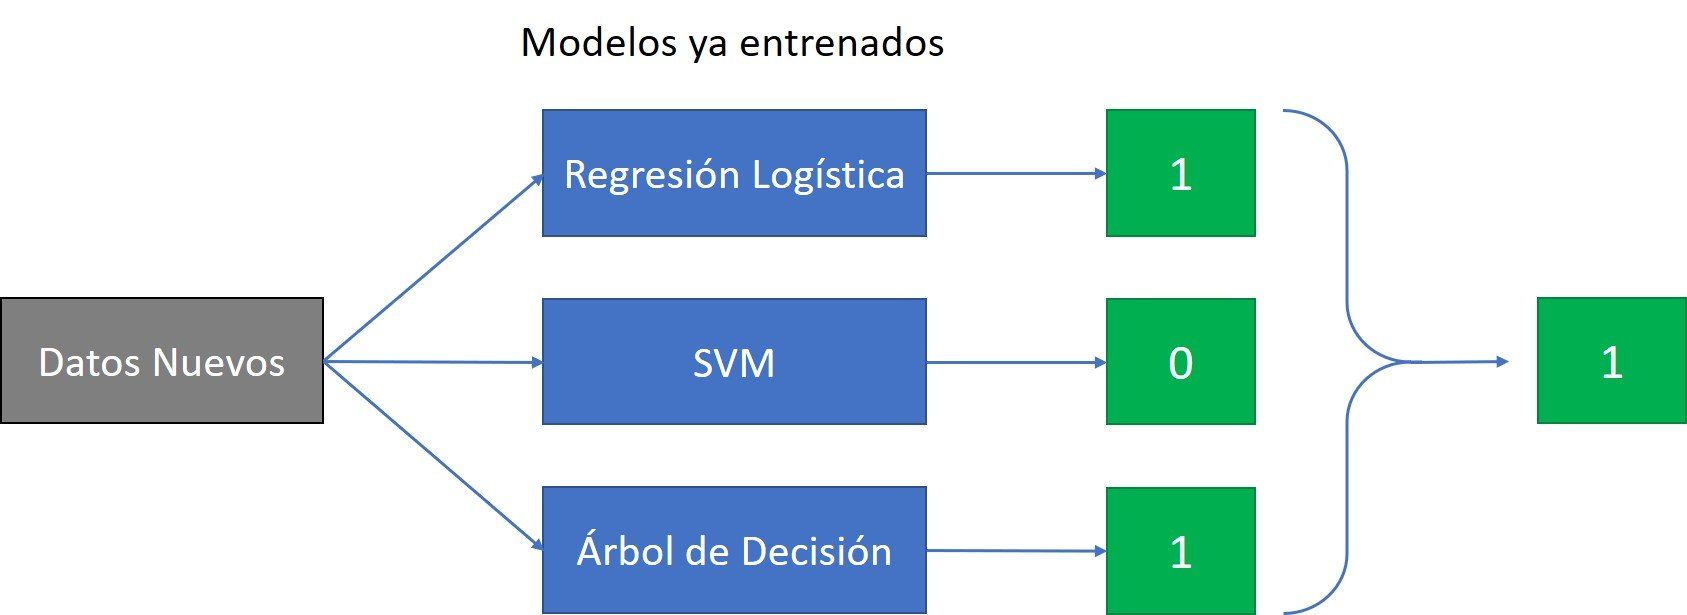 Modelos ya entrenados
Regresión Logística
1
Datos Nuevos
SVM
0
1
Árbol de Decisión
1